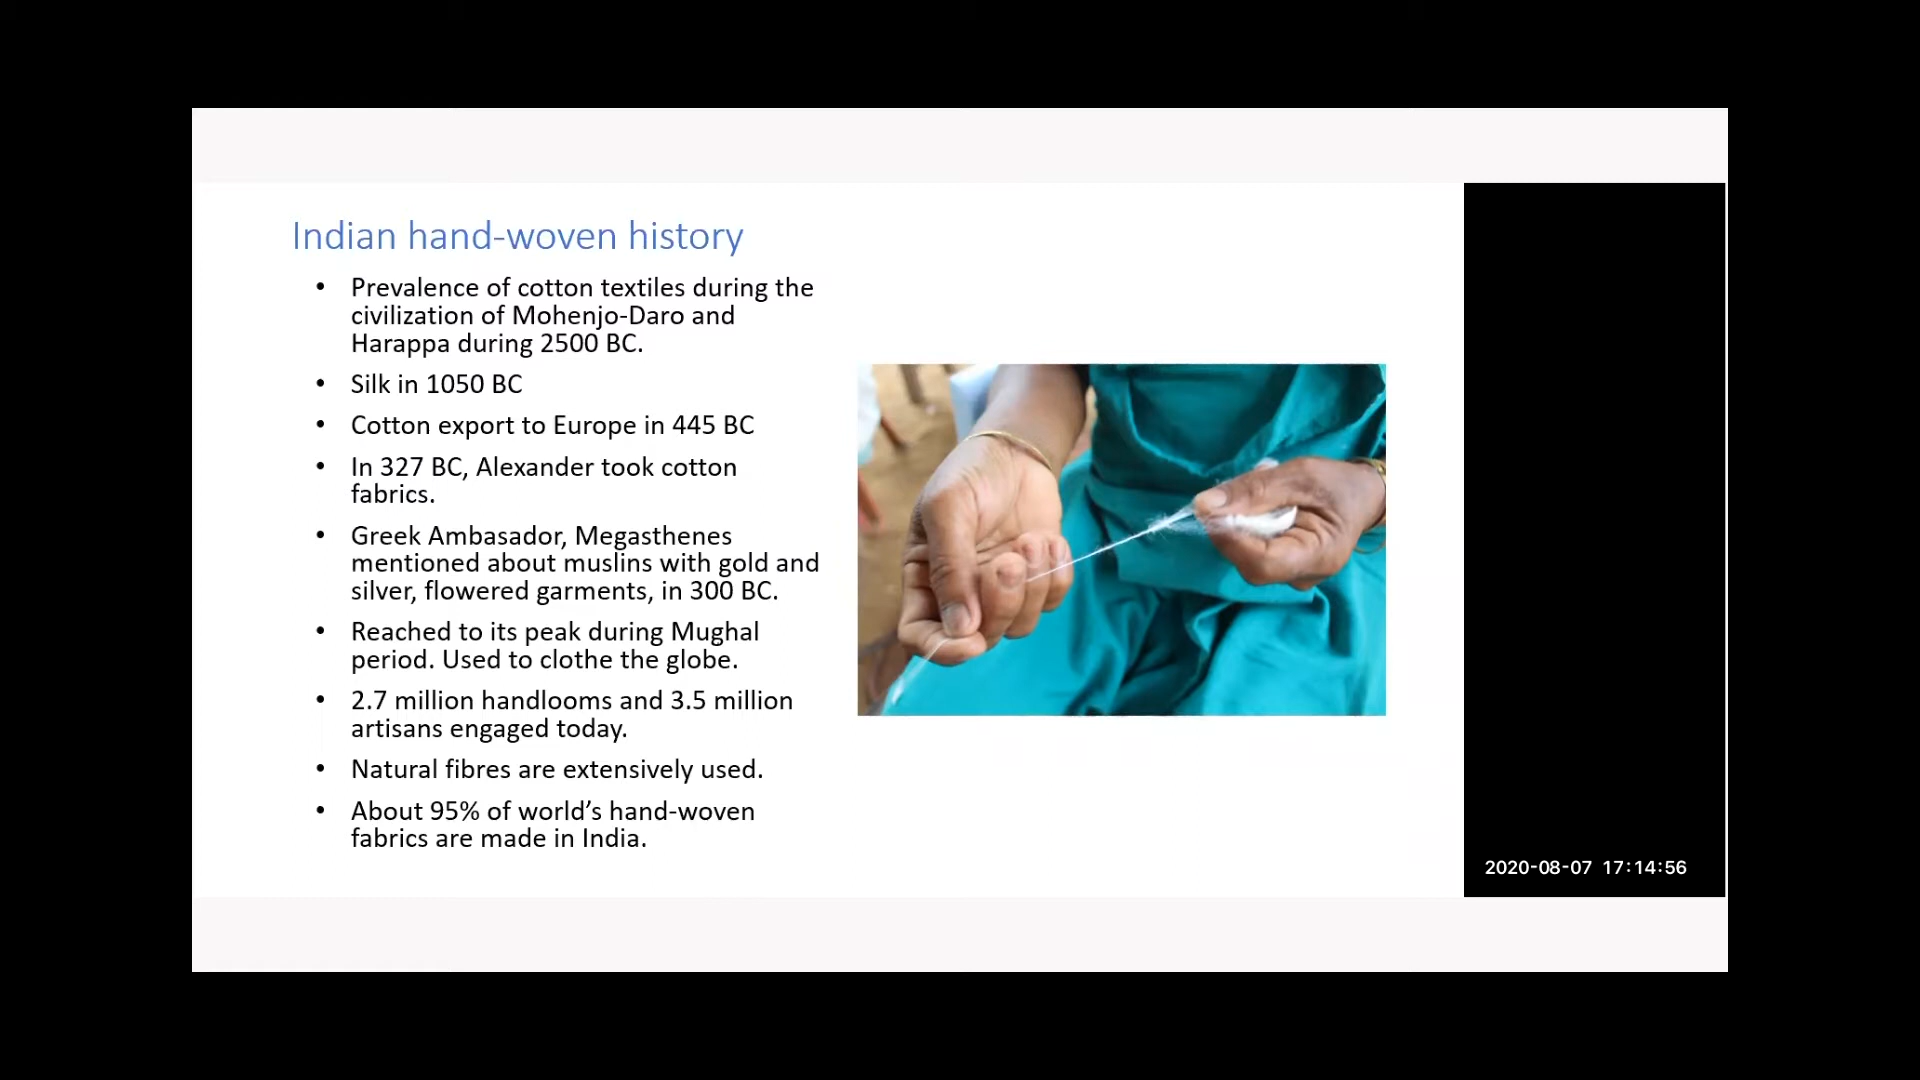 Indian hand-woven history
• Prevalence of cotton textiles during the
civilization of Mohenjo-Daro and
Harappa during 2500 BC.
• Silk in 1050 BC
• Cotton export to Europe in 445 BC
• In 327 BC, Alexander took cotton
fabrics.
• Greek Ambasador, Megasthenes
mentioned about muslins with gold and
silver, flowered garments, in 300 BC.
• Reached to its peak during Mughal
period. Used to clothe the globe.
• 2.7 million handlooms and 3.5 million
artisans engaged today.
• Natural fibres are extensively used.
• About 95% of world’s hand-woven
fabrics are made in India.
2020-08-07 17:14:56